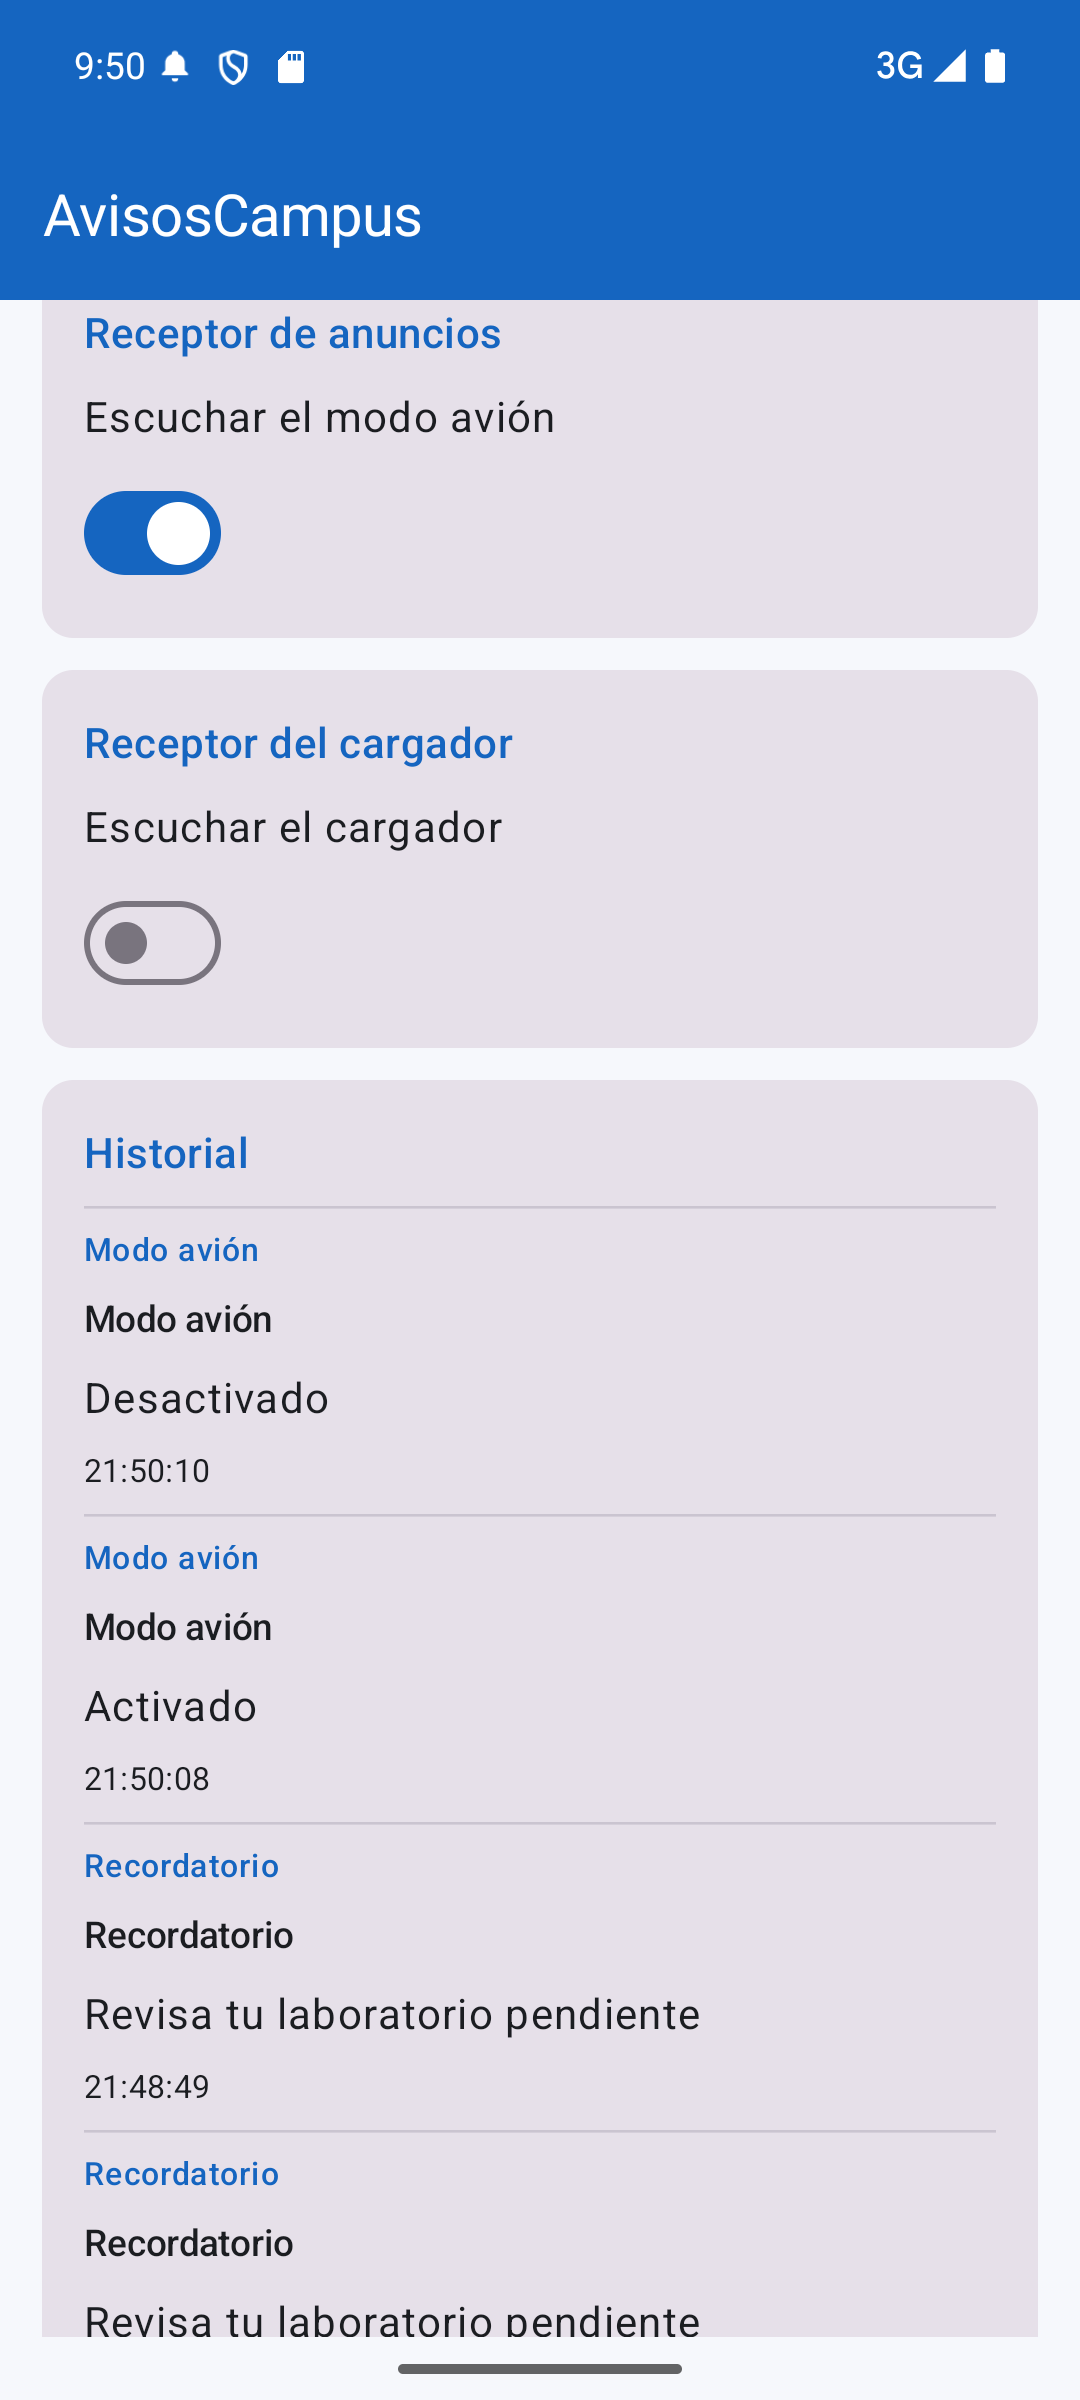 9:50
3G
AvisosCampus
Receptor de anuncios
Escuchar el modo avión
Receptor del cargador
Escuchar el cargador
Historial
Modo avión
Modo avión
Desactivado
21:50:10
Modo avión
Modo avión
Activado
21:50:08
Recordatorio
Recordatorio
Revisa tu laboratorio pendiente
21:48:49
Recordatorio
Recordatorio
Revisa tu laboratorio pendiente